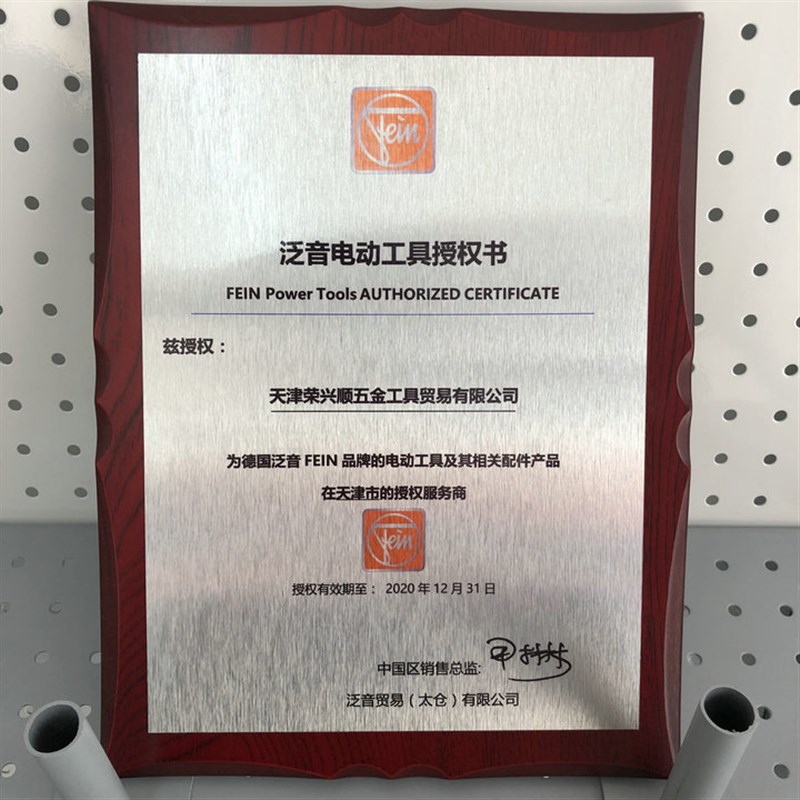 Fein
泛音电动工具授权书
FEIN Power Tools AUTHORIZED CERTIFICATE
兹授权：
天津荣兴顺五金工具贸易有限公司
为德国泛音 FEIN 品牌的电动工具及其相关配件产品
在天津市的授权服务商
Fein
授权有效期至： 2020 年 12 月 31 日
中国区销售总监:
泛音贸易（太仓）有限公司